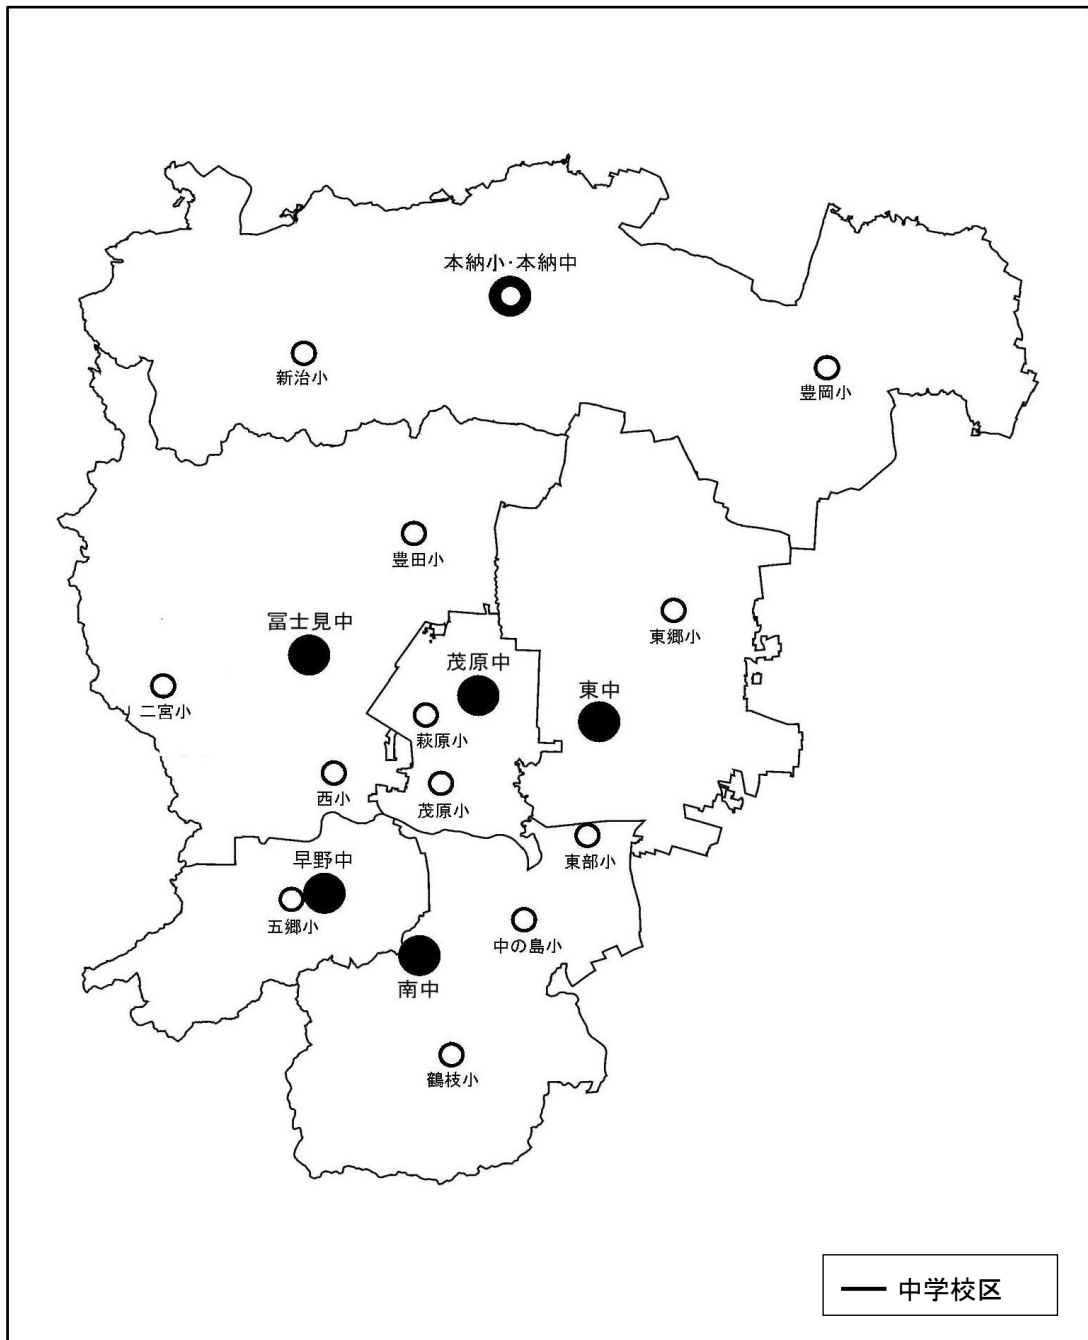 本納小・本納中
新治小
豊岡小
豊田小
冨士見中
東郷小
茂原中
二宮小
東中
萩原小
西小
茂原小
東部小
早野中
五郷小
中の島小
南中
鶴枝小
中学校区